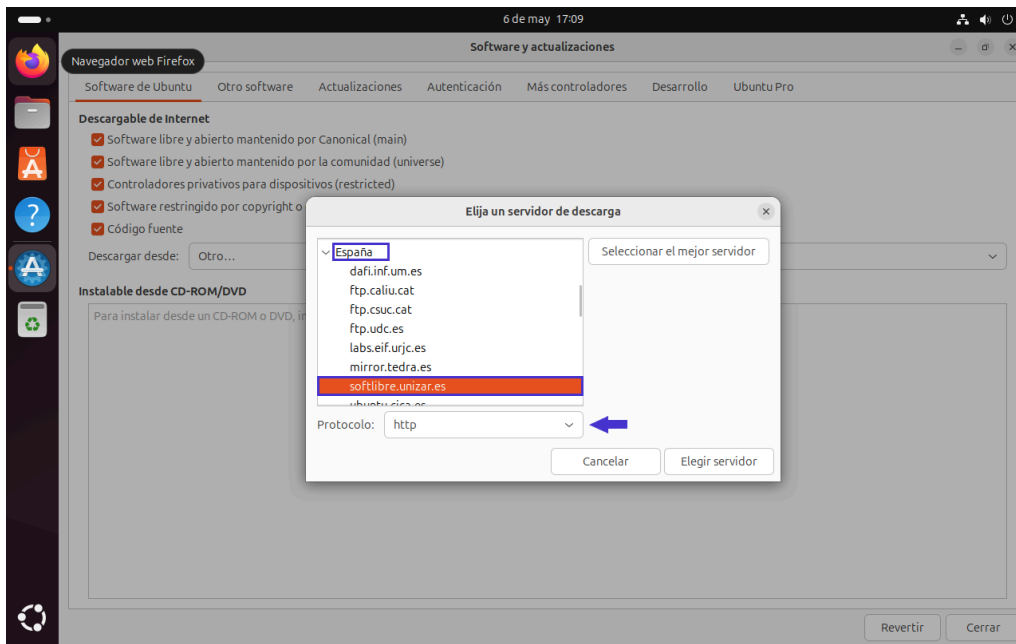 6 de may 17:09
Software y actualizaciones
Navegador web Firefox
Software de Ubuntu Otro software Actualizaciones Autenticación Más controladores Desarrollo Ubuntu Pro
Descargable de Internet
Software libre y abierto mantenido por Canonical (main)
Software libre y abierto mantenido por la comunidad (universe)
Controladores privativos para dispositivos (restricted)
Software restringido por copyright o
Código fuente
Descargar desde: Otro...
Instalable desde CD-ROM/DVD
Para instalar desde un CD-ROM o DVD,
Elija un servidor de descarga
España
Seleccionar el mejor servidor
dafi.inf.um.es
ftp.caliu.cat
ftp.csuc.cat
ftp.udc.es
labs.eif.urjc.es
mirror.tedra.es
softlibre.unizar.es
ubuntu.cica.es
Protocolo: http
Cancelar Elegir servidor
Revertir Cerrar